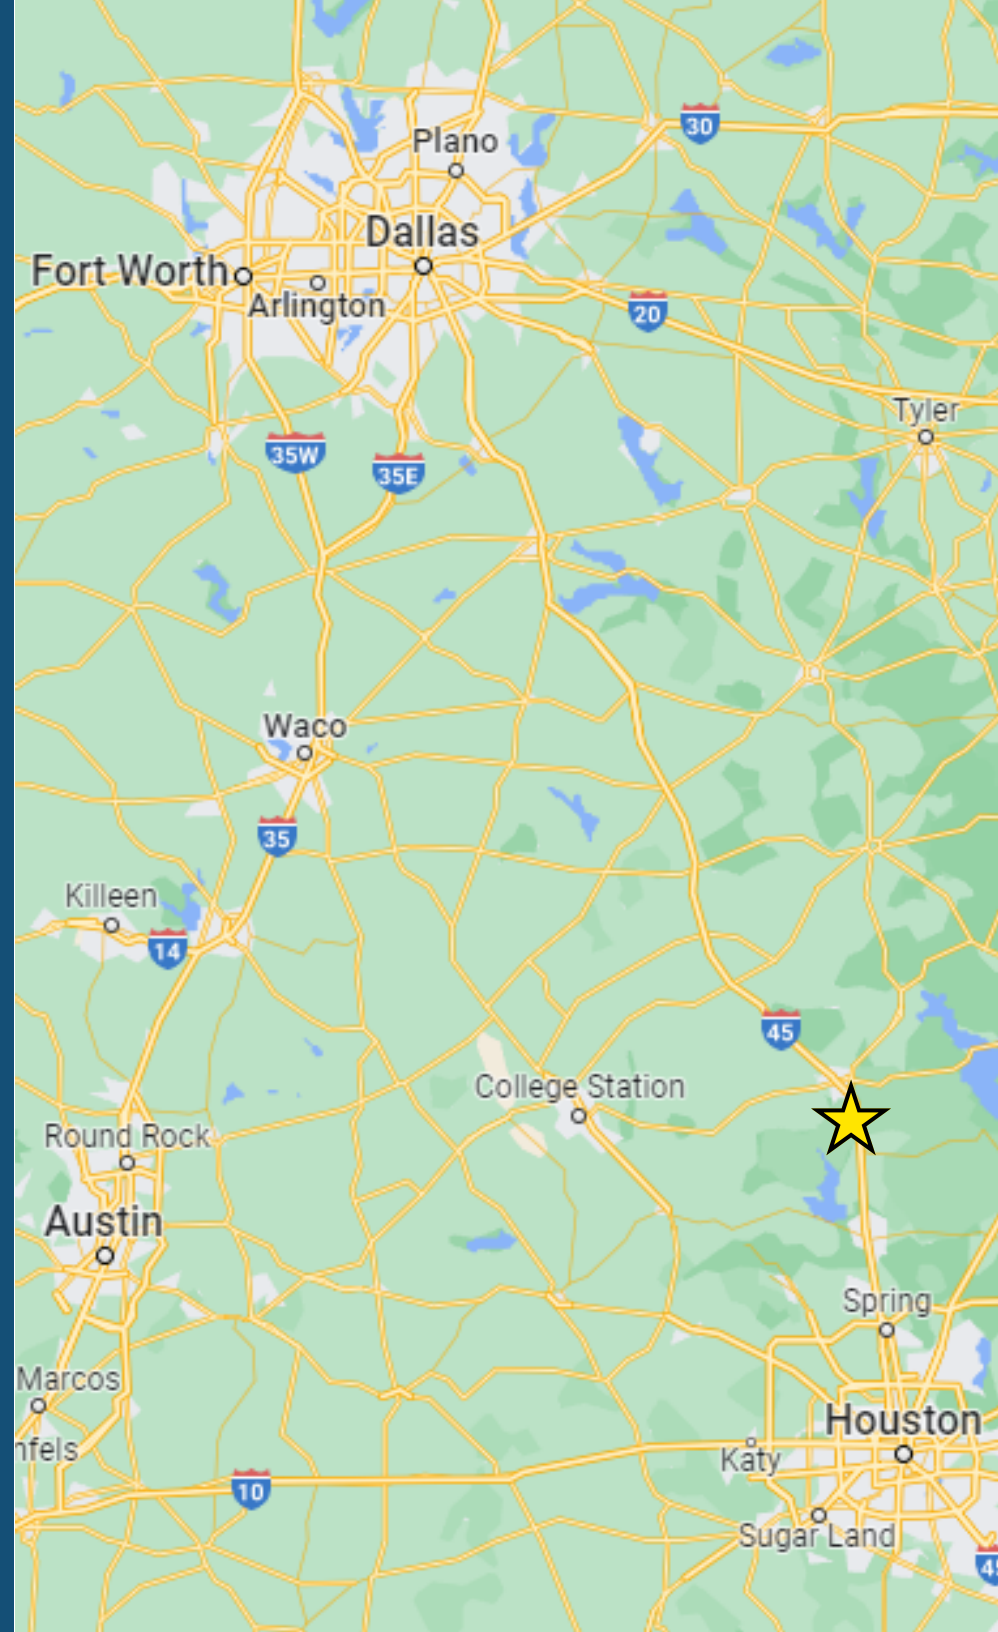 30
Plano
Dallas
Fort Worth
Arlington
20
Tyler
35W
35E
Waco
35
Killeen
14
45
College Station
Round Rock
Austin
Spring
Marcos
Houston
nfels
Katy
10
Sugar Land
45